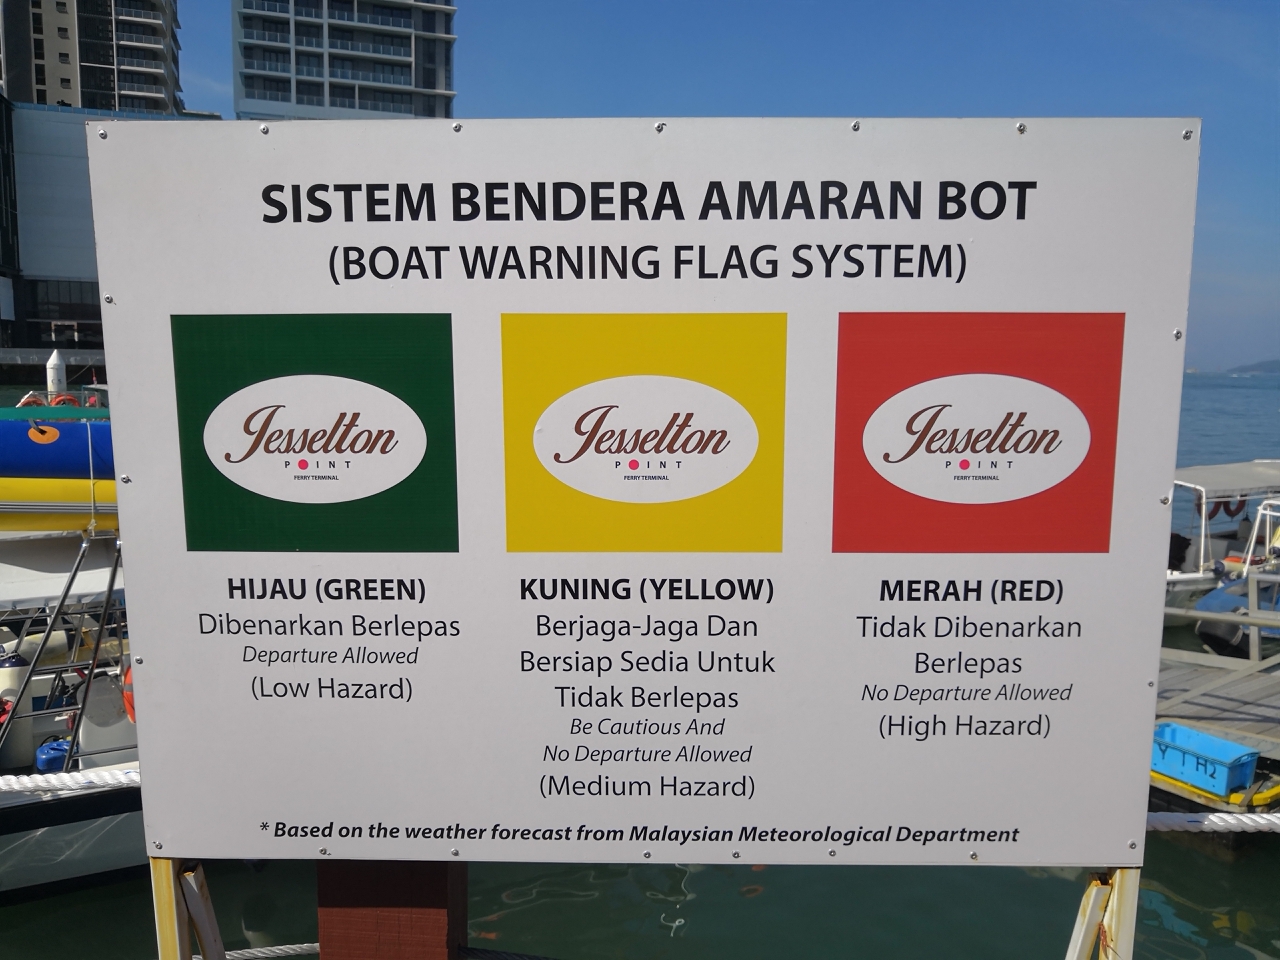 SISTEM BENDERA AMARAN BOT
(BOAT WARNING FLAG SYSTEM)
Jesselton
POINT
FERRY TERMINAL
Jesselton
POINT
FERRY TERMINAL
Jesselton
POINT
FERRY TERMINAL
HIJAU (GREEN)
Dibenarkan Berlepas
Departure Allowed
(Low Hazard)
KUNING (YELLOW)
Berjaga-Jaga Dan
Bersiap Sedia Untuk
Tidak Berlepas
Be Cautious And
No Departure Allowed
(Medium Hazard)
MERAH (RED)
Tidak Dibenarkan
Berlepas
No Departure Allowed
(High Hazard)
* Based on the weather forecast from Malaysian Meteorological Department